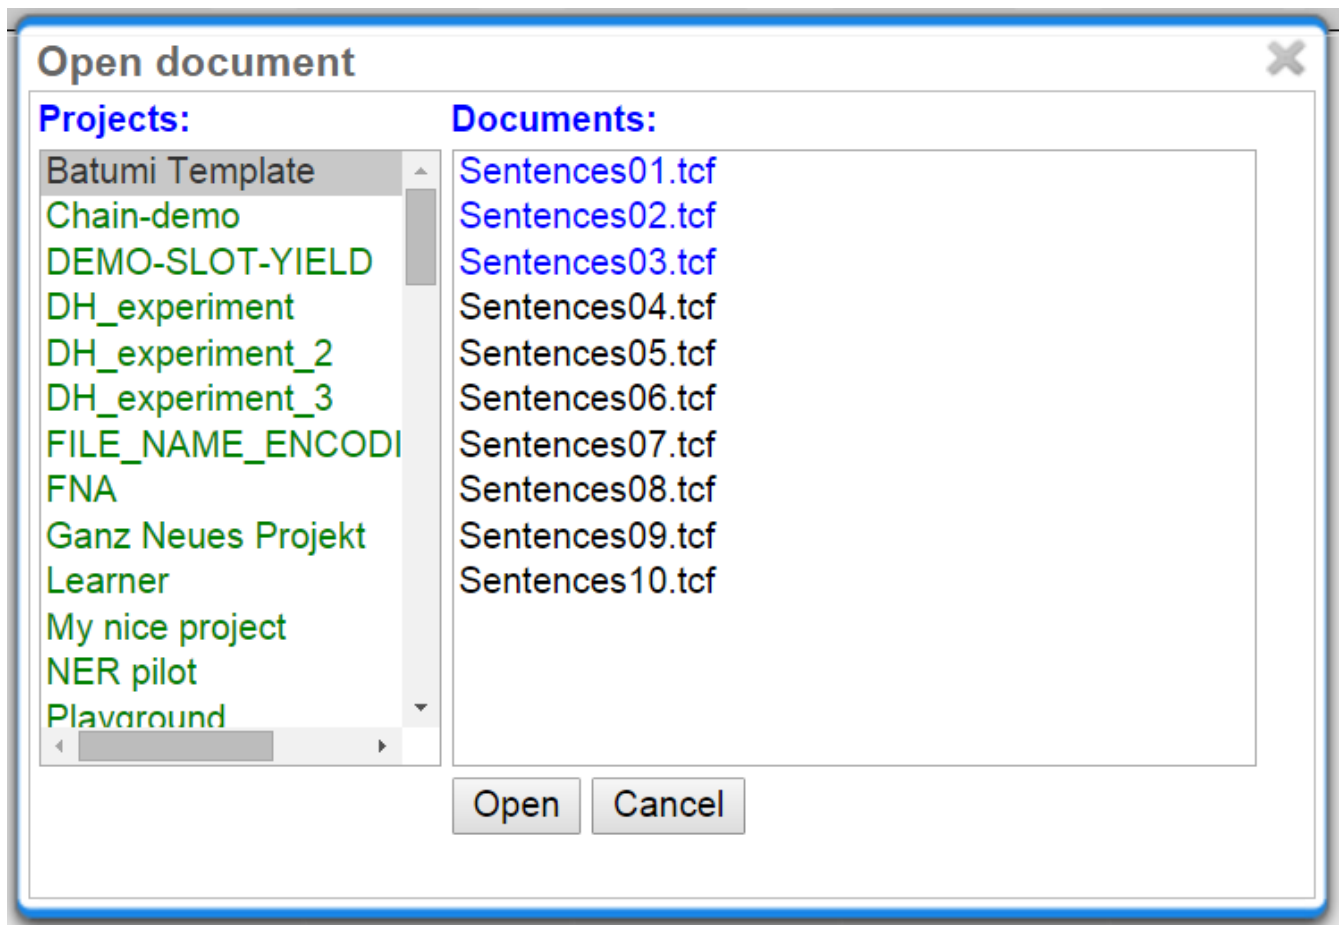 Open document
Projects:
Batumi Template
Chain-demo
DEMO-SLOT-YIELD
DH_experiment
DH_experiment_2
DH_experiment_3
FILE_NAME_ENCODI
FNA
Ganz Neues Projekt
Learner
My nice project
NER pilot
Playground
Documents:
Sentences01.tcf
Sentences02.tcf
Sentences03.tcf
Sentences04.tcf
Sentences05.tcf
Sentences06.tcf
Sentences07.tcf
Sentences08.tcf
Sentences09.tcf
Sentences10.tcf
Open
Cancel